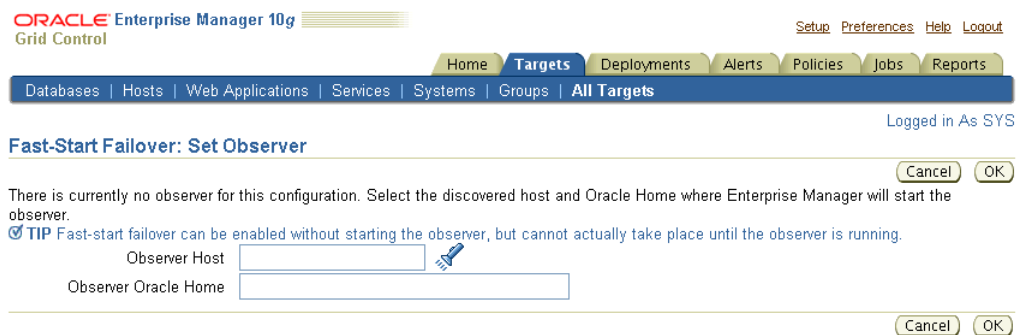 ORACLE Enterprise Manager 10g
Grid Control
Setup Preferences Help Logout
Home Targets Deployments Alerts Policies Jobs Reports
Databases | Hosts | Web Applications | Services | Systems | Groups | All Targets
Logged in As SYS
Fast-Start Failover: Set Observer
Cancel OK
There is currently no observer for this configuration. Select the discovered host and Oracle Home where Enterprise Manager will start the
observer.
TIP Fast-start failover can be enabled without starting the observer, but cannot actually take place until the observer is running.
Observer Host
Observer Oracle Home
Cancel OK